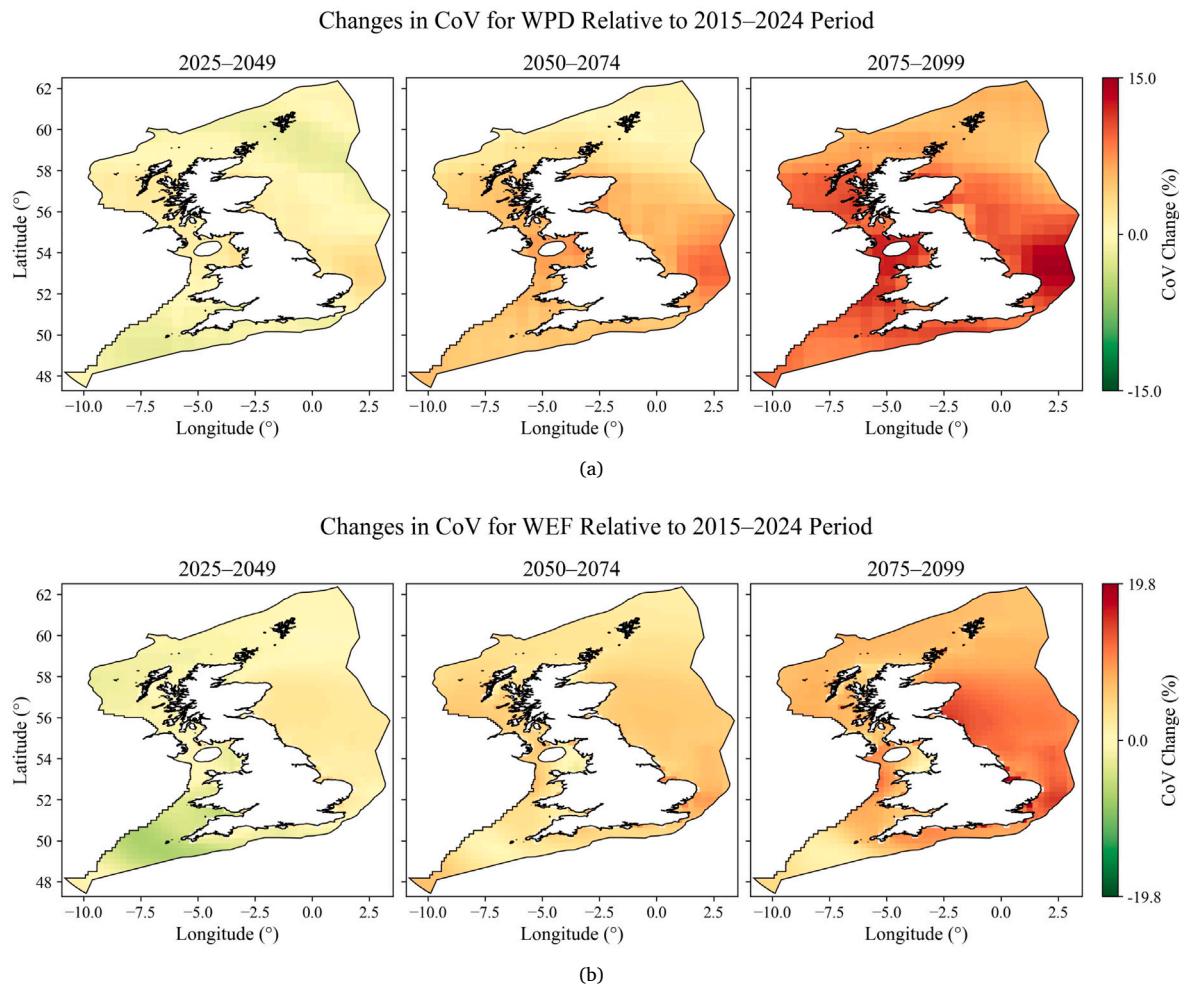 Changes in CoV for WPD Relative to 2015–2024 Period
2025–2049 2050–2074 2075–2099
62
60
58
56
54
52
50
48
Latitude (°)
−10.0 −7.5 −5.0 −2.5 0.0 2.5
−10.0 −7.5 −5.0 −2.5 0.0 2.5
−10.0 −7.5 −5.0 −2.5 0.0 2.5
Longitude (°) Longitude (°) Longitude (°)
15.0
0.0
-15.0
CoV Change (%)
(a)
Changes in CoV for WEF Relative to 2015–2024 Period
2025–2049 2050–2074 2075–2099
62
60
58
56
54
52
50
48
Latitude (°)
−10.0 −7.5 −5.0 −2.5 0.0 2.5
−10.0 −7.5 −5.0 −2.5 0.0 2.5
−10.0 −7.5 −5.0 −2.5 0.0 2.5
Longitude (°) Longitude (°) Longitude (°)
19.8
0.0
-19.8
CoV Change (%)
(b)